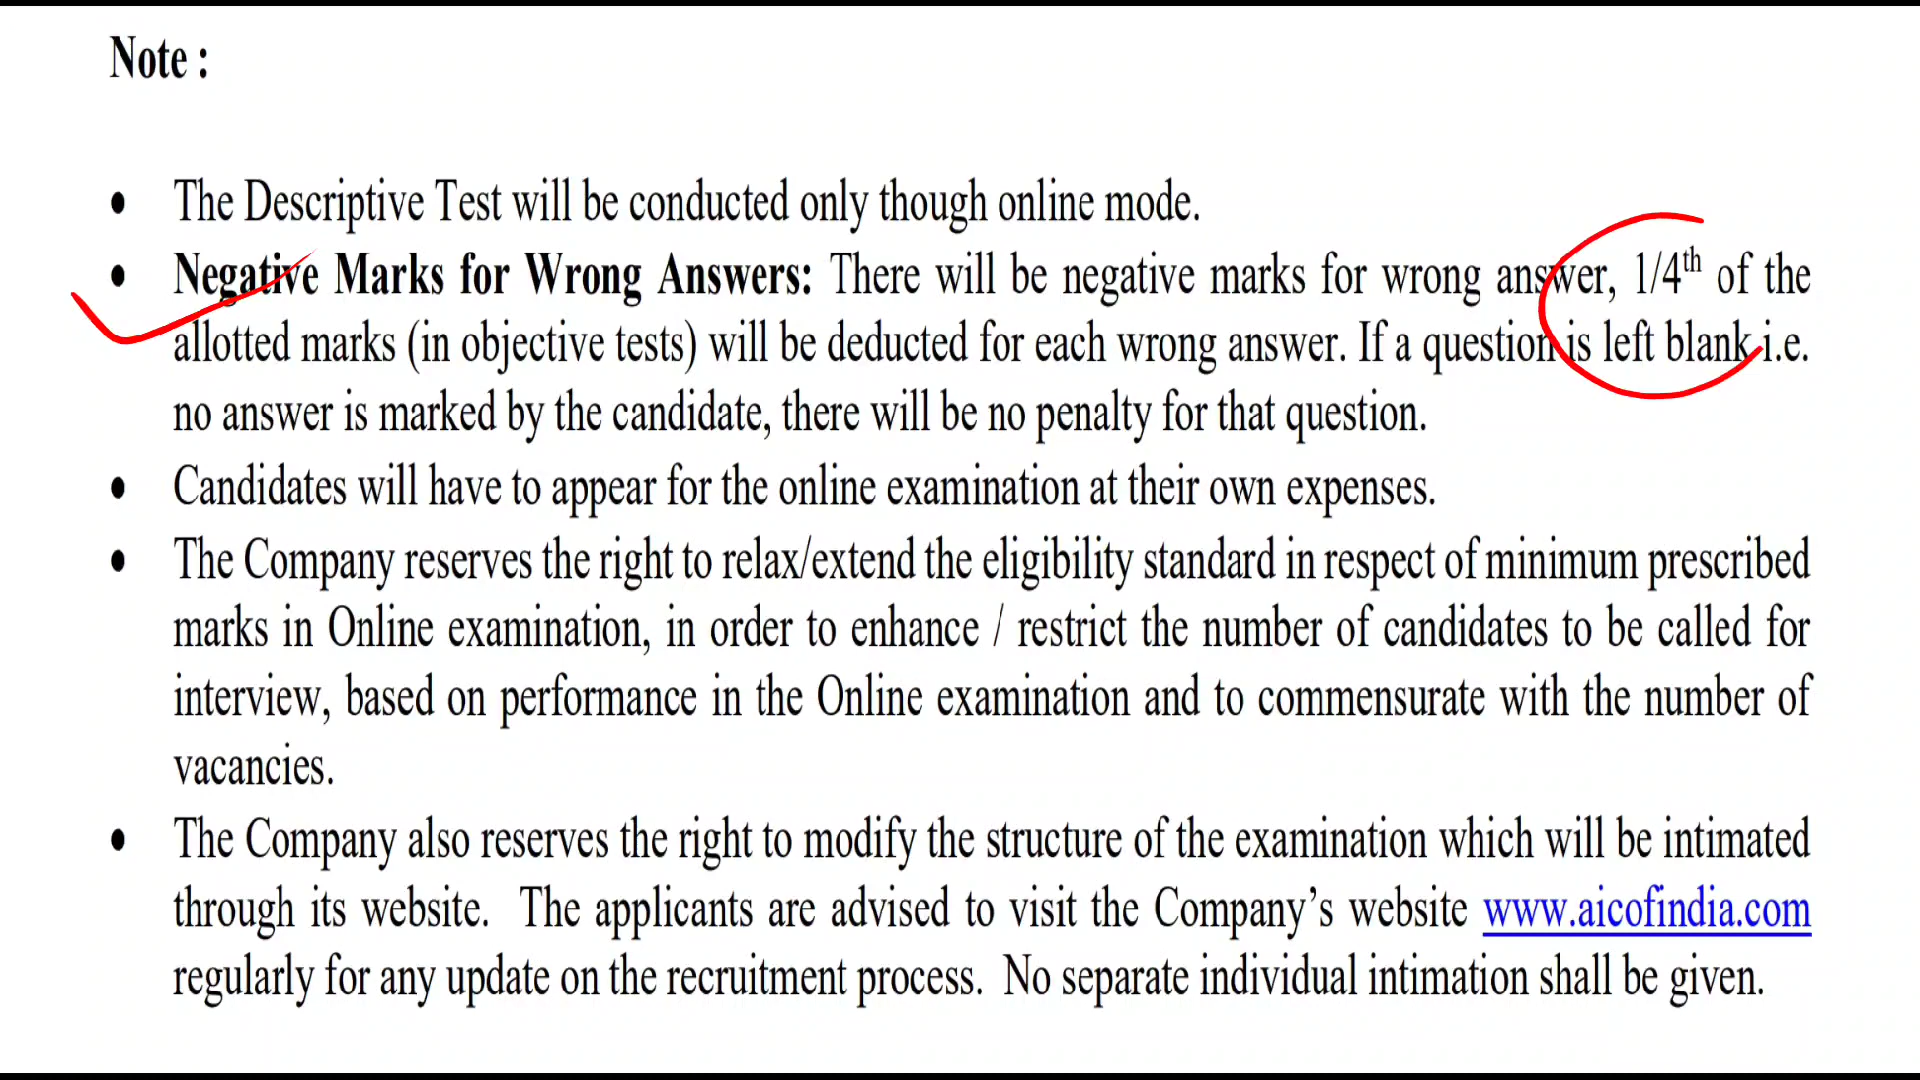 Note :
• The Descriptive Test will be conducted only though online mode.
• Negative Marks for Wrong Answers: There will be negative marks for wrong answer, 1/4th of the
allotted marks (in objective tests) will be deducted for each wrong answer. If a question is left blank i.e.
no answer is marked by the candidate, there will be no penalty for that question.
• Candidates will have to appear for the online examination at their own expenses.
• The Company reserves the right to relax/extend the eligibility standard in respect of minimum prescribed
marks in Online examination, in order to enhance / restrict the number of candidates to be called for
interview, based on performance in the Online examination and to commensurate with the number of
vacancies.
• The Company also reserves the right to modify the structure of the examination which will be intimated
through its website. The applicants are advised to visit the Company’s website www.aicofindia.com
regularly for any update on the recruitment process. No separate individual intimation shall be given.